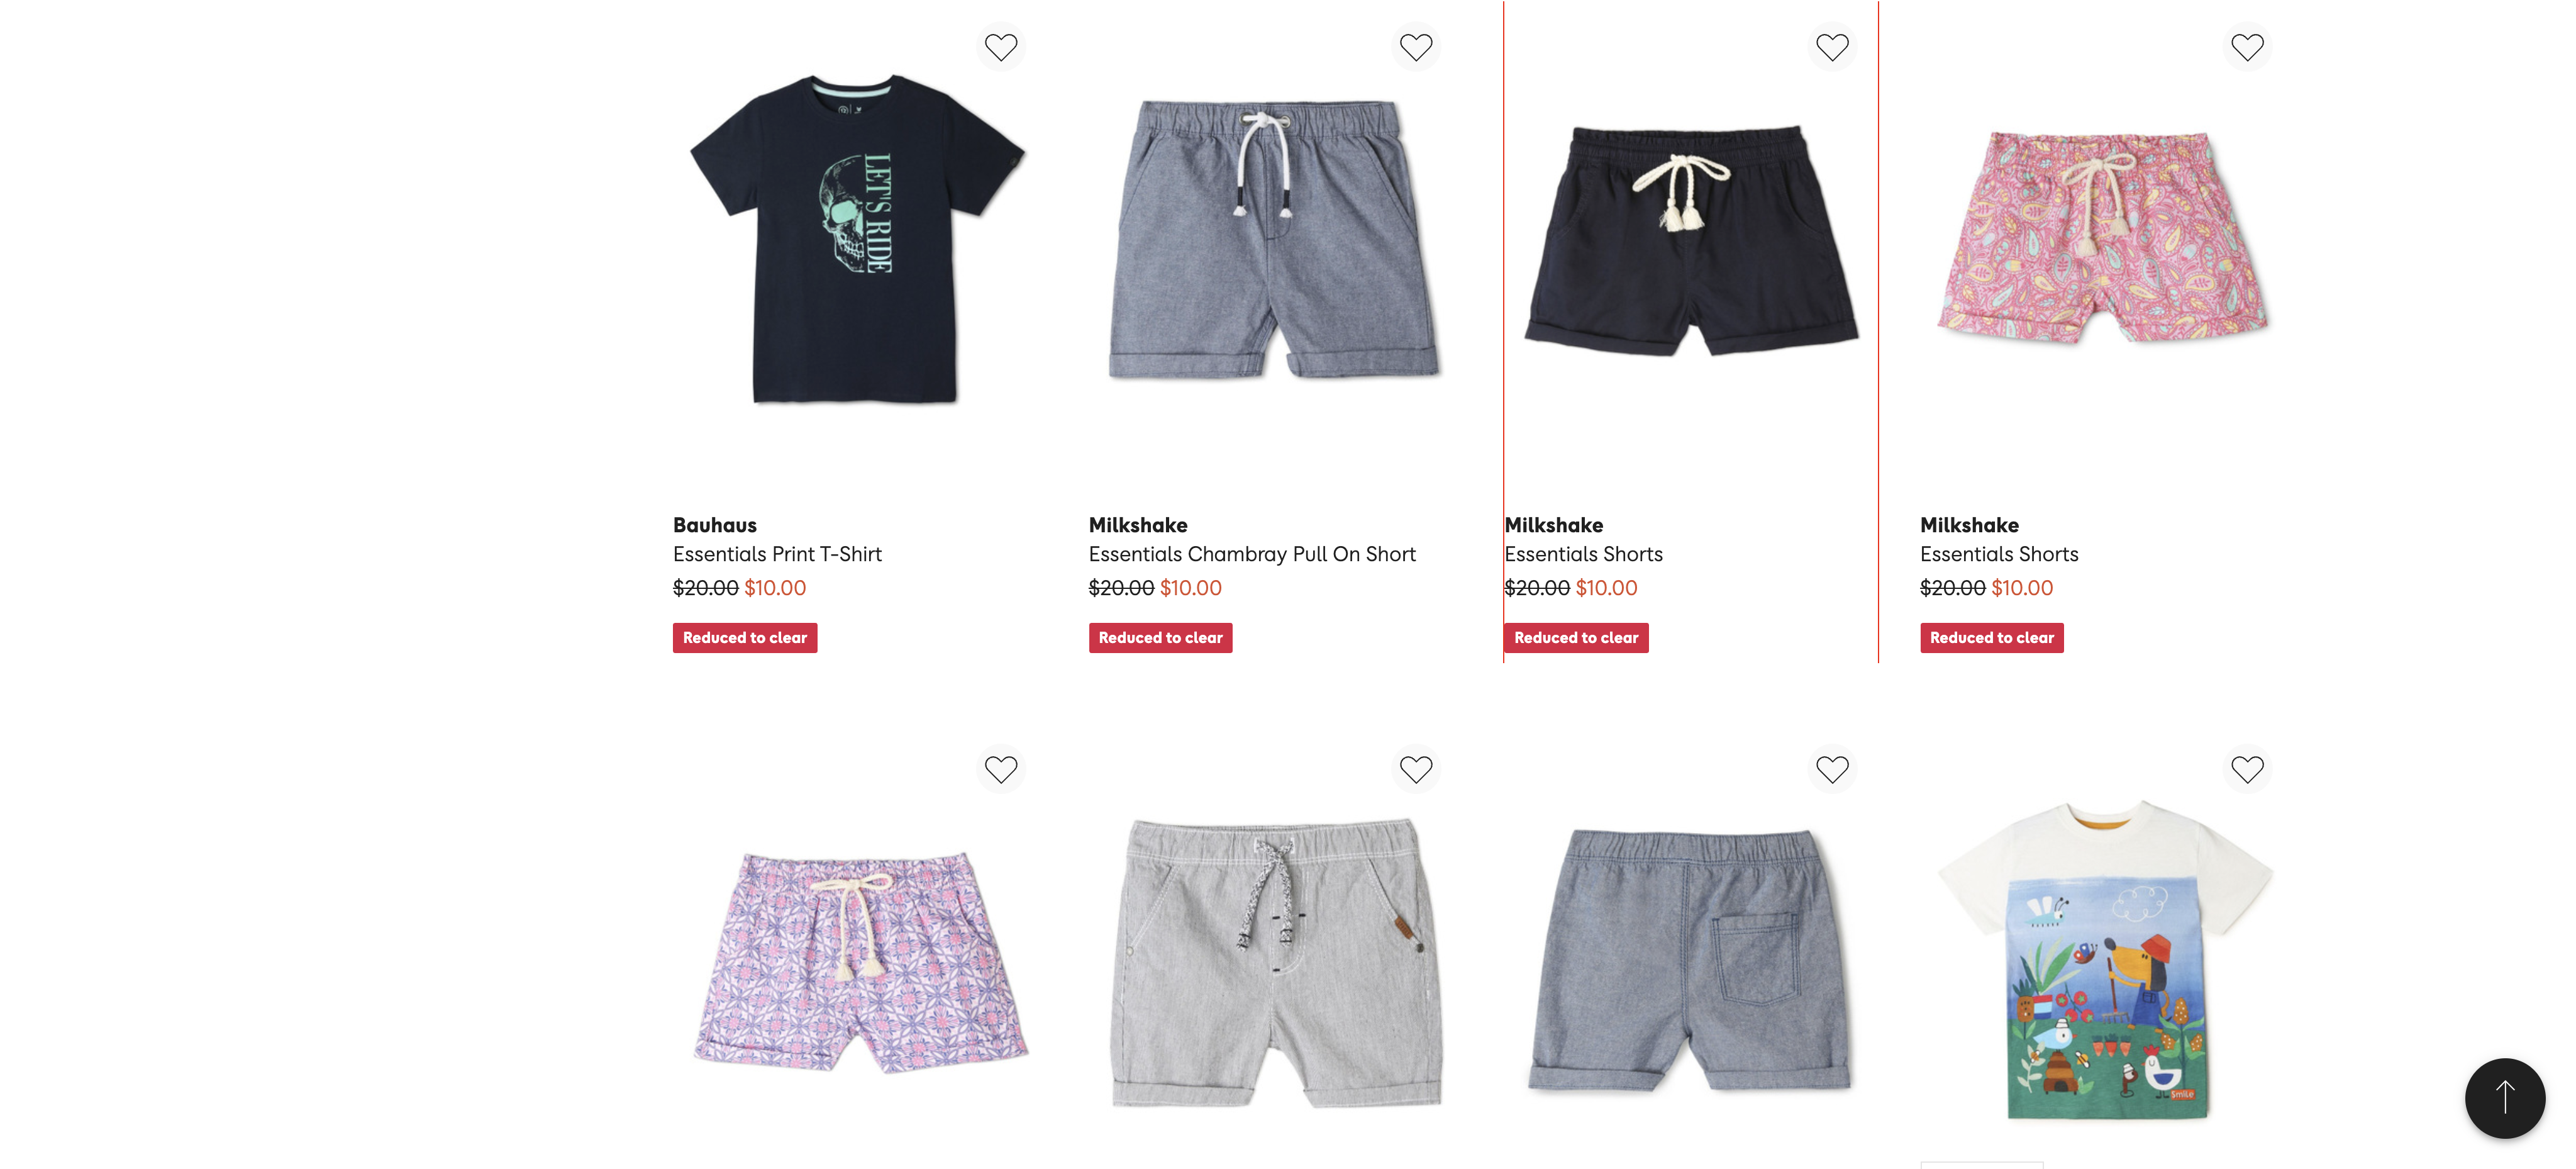 LET'S RIDE
Bauhaus
Essentials Print T-Shirt
$20.00 $10.00
Reduced to clear
Milkshake
Essentials Chambray Pull On Short
$20.00 $10.00
Reduced to clear
Milkshake
Essentials Shorts
$20.00 $10.00
Reduced to clear
Milkshake
Essentials Shorts
$20.00 $10.00
Reduced to clear
Smile